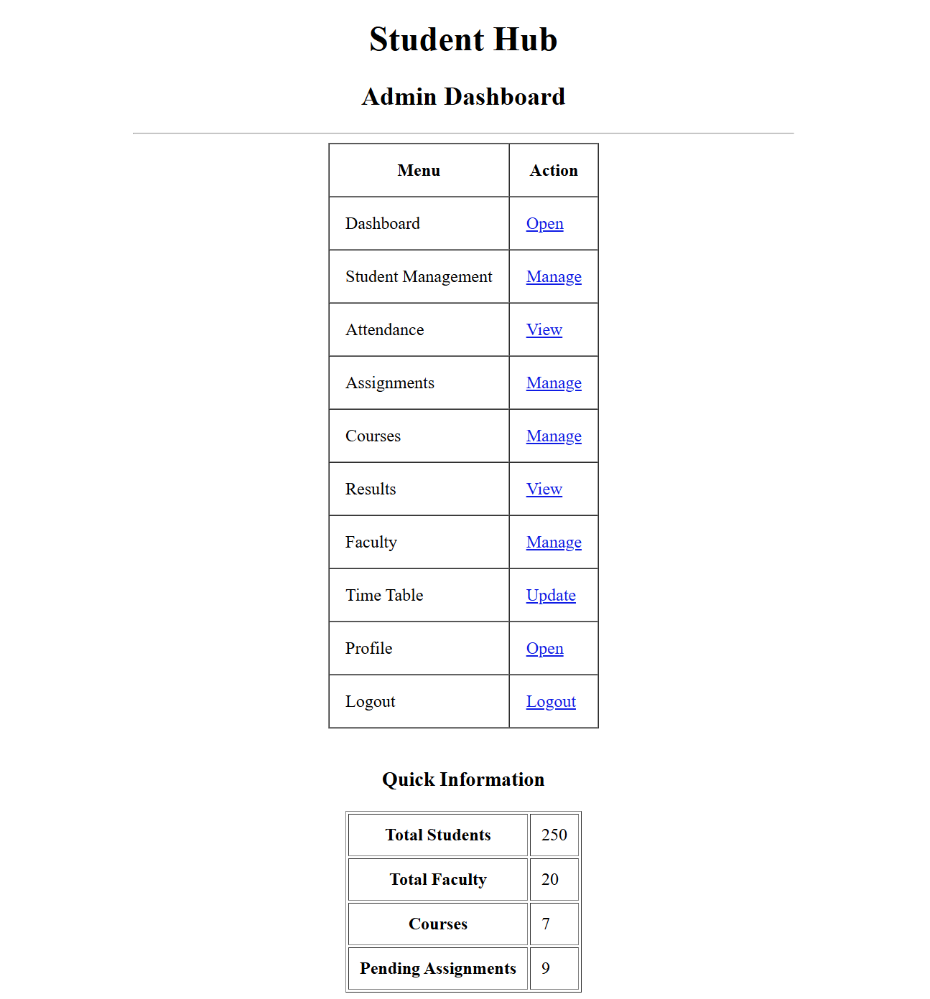 Student Hub
Admin Dashboard
Menu Action
Dashboard Open
Student Management Manage
Attendance View
Assignments Manage
Courses Manage
Results View
Faculty Manage
Time Table Update
Profile Open
Logout Logout
Quick Information
Total Students 250
Total Faculty 20
Courses 7
Pending Assignments 9